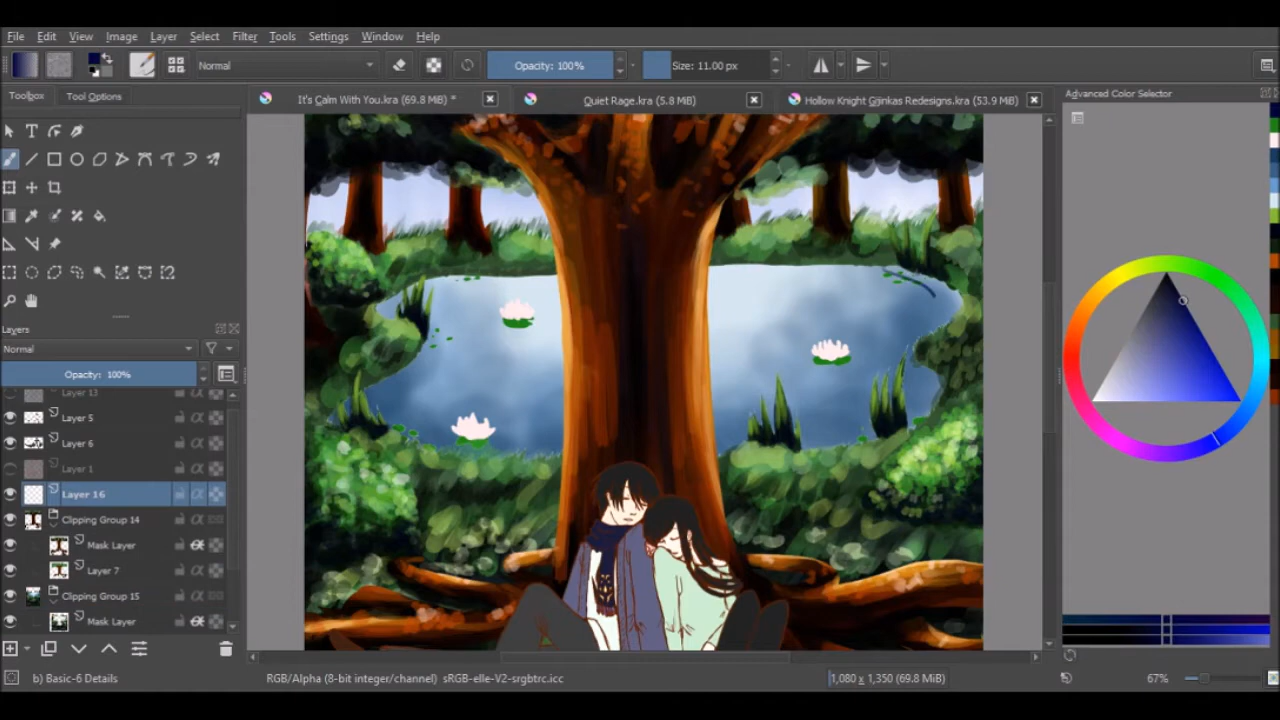 File Edit View Image Layer Select Filter Tools Settings Window Help
Normal Opacity: 100% Size: 11.00 px
Toolbox Tool Options It's Calm With You.kra (69.8 MiB) * Quiet Rage.kra (5.8 MiB) Hollow Knight Gijinkas Redesigns.kra (53.9 MiB) Advanced Color Selector
Layers
Normal
Opacity: 100%
Layer 13
Layer 5
Layer 6
Layer 1
Layer 16
Clipping Group 14
Mask Layer
Layer 7
Clipping Group 15
Mask Layer
b) Basic-6 Details RGB/Alpha (8-bit integer/channel) sRGB-elle-V2-srgbtrc.icc 1,080 x 1,350 (69.8 MiB) 67%